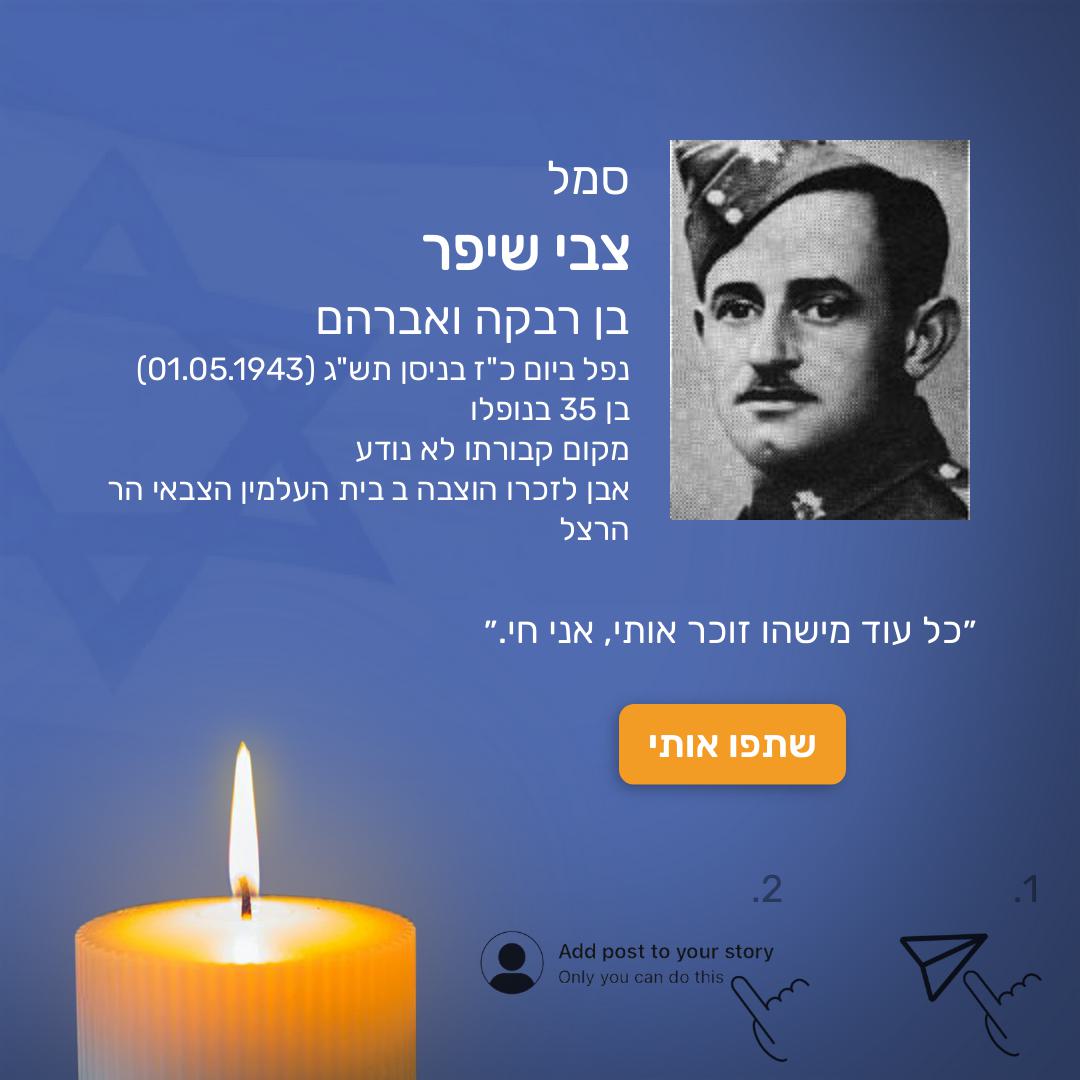 סמל
צבי שיפר
בן רבקה ואברהם
נפל ביום כ"ז בניסן תש"ג (01.05.1943)
בן 35 בנופלו
מקום קבורתו לא נודע
אבן לזכרו הוצבה ב בית העלמין הצבאי הר
הרצל
״כל עוד מישהו זוכר אותי, אני חי.״
שתפו אותי
1.
2.
Add post to your story
Only you can do this